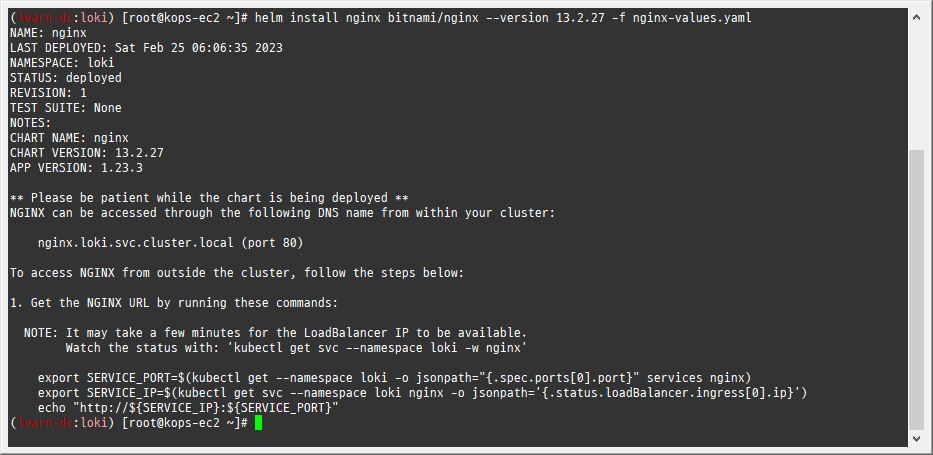 (learn-dt:loki) [root@kops-ec2 ~]# helm install nginx bitnami/nginx --version 13.2.27 -f nginx-values.yaml
NAME: nginx
LAST DEPLOYED: Sat Feb 25 06:06:35 2023
NAMESPACE: loki
STATUS: deployed
REVISION: 1
TEST SUITE: None
NOTES:
CHART NAME: nginx
CHART VERSION: 13.2.27
APP VERSION: 1.23.3

** Please be patient while the chart is being deployed **
NGINX can be accessed through the following DNS name from within your cluster:

    nginx.loki.svc.cluster.local (port 80)

To access NGINX from outside the cluster, follow the steps below:

1. Get the NGINX URL by running these commands:

  NOTE: It may take a few minutes for the LoadBalancer IP to be available.
        Watch the status with: 'kubectl get svc --namespace loki -w nginx'

    export SERVICE_PORT=$(kubectl get --namespace loki -o jsonpath="{.spec.ports[0].port}" services nginx)
    export SERVICE_IP=$(kubectl get svc --namespace loki nginx -o jsonpath='{.status.loadBalancer.ingress[0].ip}')
    echo "http://${SERVICE_IP}:${SERVICE_PORT}"
(:loki) [root@kops-ec2 ~]#